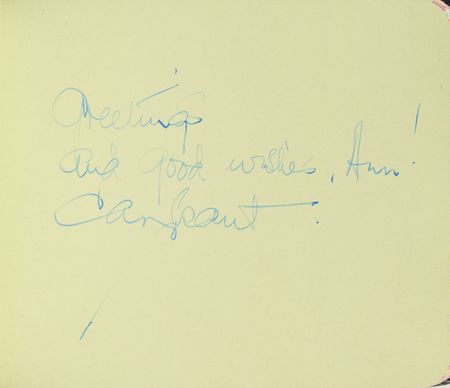 Greetings
and good wishes, Ann!
Cary Grant